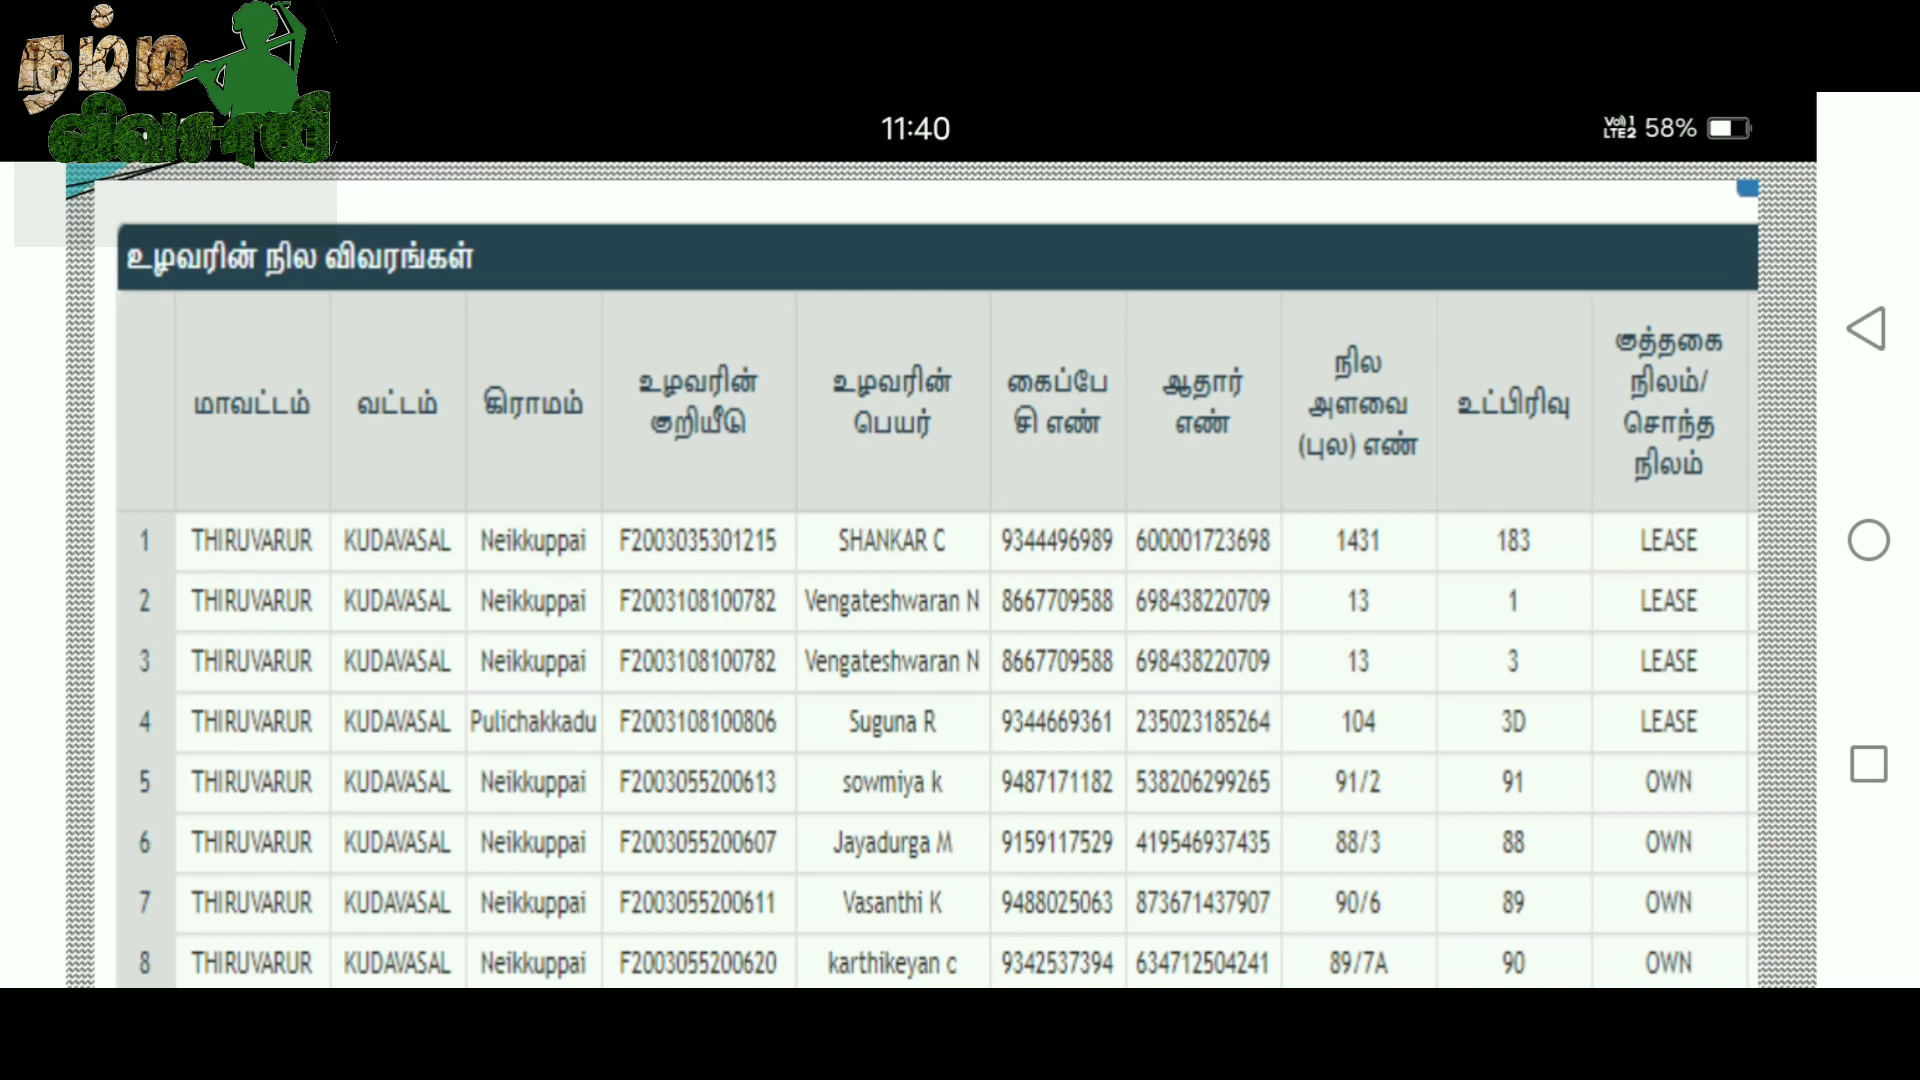 நம்ம
விவசாயி
11:40
Vo) 1 LTE2 58%
உழவரின் நில விவரங்கள்
மாவட்டம் வட்டம் கிராமம் உழவரின் குறியீடு உழவரின் பெயர் கைப்பேசி எண் ஆதார் எண் நில அளவை (புல) எண் உட்பிரிவு குத்தகை நிலம்/ சொந்த நிலம்
1 THIRUVARUR KUDAVASAL Neikkuppai F2003035301215 SHANKAR C 9344496989 600001723698 1431 183 LEASE
2 THIRUVARUR KUDAVASAL Neikkuppai F2003108100782 Vengateshwaran N 8667709588 698438220709 13 1 LEASE
3 THIRUVARUR KUDAVASAL Neikkuppai F2003108100782 Vengateshwaran N 8667709588 698438220709 13 3 LEASE
4 THIRUVARUR KUDAVASAL Pulichakkadu F2003108100806 Suguna R 9344669361 235023185264 104 3D LEASE
5 THIRUVARUR KUDAVASAL Neikkuppai F2003055200613 sowmiya k 9487171182 538206299265 91/2 91 OWN
6 THIRUVARUR KUDAVASAL Neikkuppai F2003055200607 Jayadurga M 9159117529 419546937435 88/3 88 OWN
7 THIRUVARUR KUDAVASAL Neikkuppai F2003055200611 Vasanthi K 9488025063 873671437907 90/6 89 OWN
8 THIRUVARUR KUDAVASAL Neikkuppai F2003055200620 karthikeyan c 9342537394 634712504241 89/7A 90 OWN